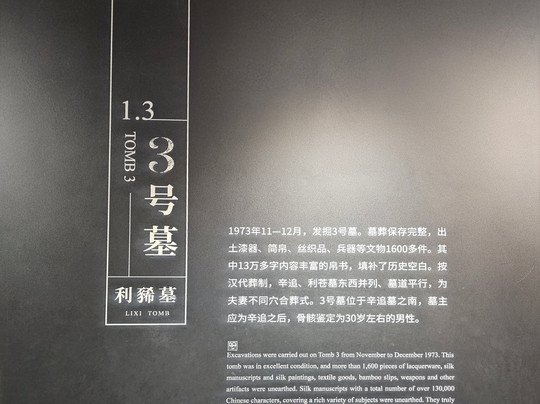 1.3
TOMB 3
3号墓
利豨墓
LIXI TOMB
1973年11—12月，发掘3号墓。墓葬保存完整，出
土漆器、简帛、丝织品、兵器等文物1600多件。其
中13万多字内容丰富的帛书，填补了历史空白。按
汉代葬制，辛追、利苍墓东西并列、墓道平行，为
夫妻不同穴合葬式。3号墓位于辛追墓之南，墓主
应为辛追之后，骨骸鉴定为30岁左右的男性。
Excavations were carried out on Tomb 3 from November to December 1973. This
tomb was in excellent condition, and more than 1,600 pieces of lacquerware, silk
manuscripts and silk paintings, textile goods, bamboo slips, weapons and other
artifacts were unearthed. Silk manuscripts with a total number of over 130,000
Chinese characters, covering a rich variety of subjects were unearthed. They truly